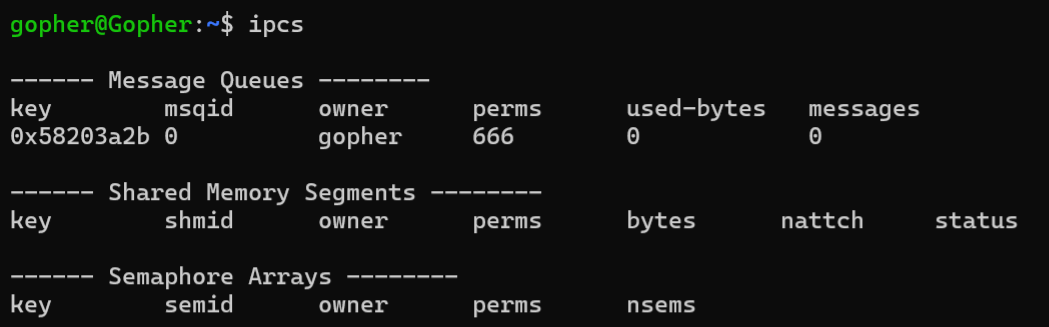 gopher@Gopher:~$ ipcs
------ Message Queues --------
key        msqid      owner      perms      used-bytes   messages
0x58203a2b 0          gopher     666        0            0
------ Shared Memory Segments --------
key        shmid      owner      perms      bytes      nattch     status
------ Semaphore Arrays --------
key        semid      owner      perms      nsems